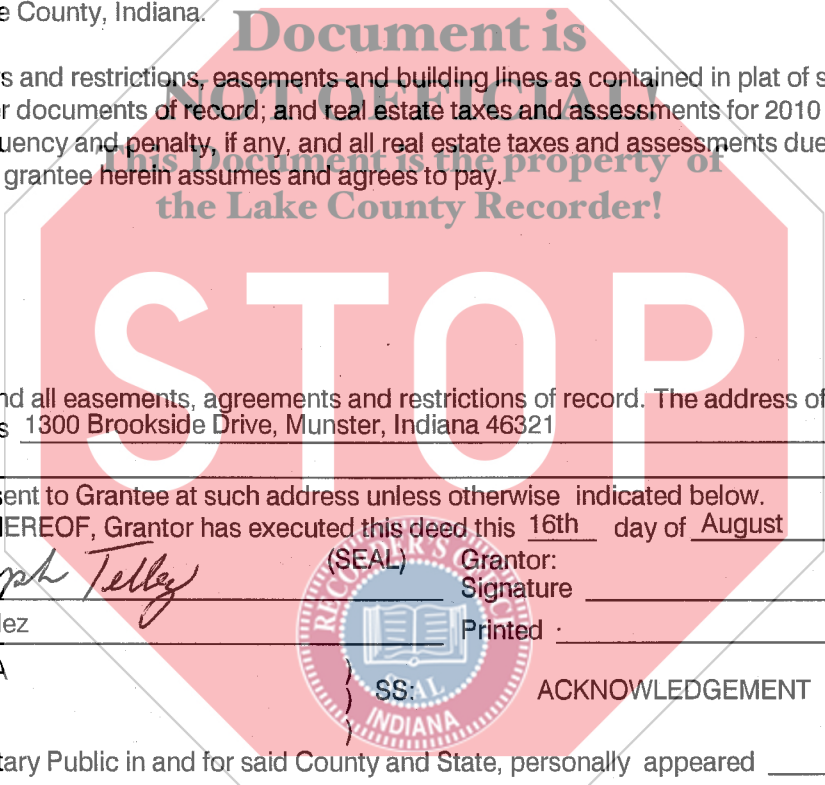 e County, Indiana.
Document is
s and restrictions, easements and building lines as contained in plat of s
NOT OFFICIAL!
r documents of record; and real estate taxes and assessments for 2010
uency and penalty, if any, and all real estate taxes and assessments due
This Document is the property of
grantee herein assumes and agrees to pay.
the Lake County Recorder!
STOP
nd all easements, agreements and restrictions of record. The address of
s 1300 Brookside Drive, Munster, Indiana 46321
sent to Grantee at such address unless otherwise indicated below.
EREOF, Grantor has executed this deed this 16th day of August
(SEAL) Grantor:
ph Telley
Signature
lez
Printed
RECORDER'S OFFICE
SEAL
INDIANA
A
) SS: ACKNOWLEDGEMENT
)
)
tary Public in and for said County and State, personally appeared